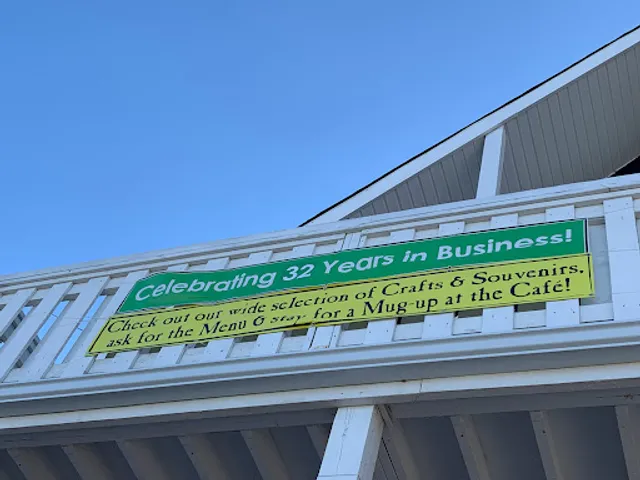 Celebrating 32 Years in Business!
Check out our wide selection of Crafts & Souvenirs,
ask for the Menu & Stay for a Mug-up at the Café!